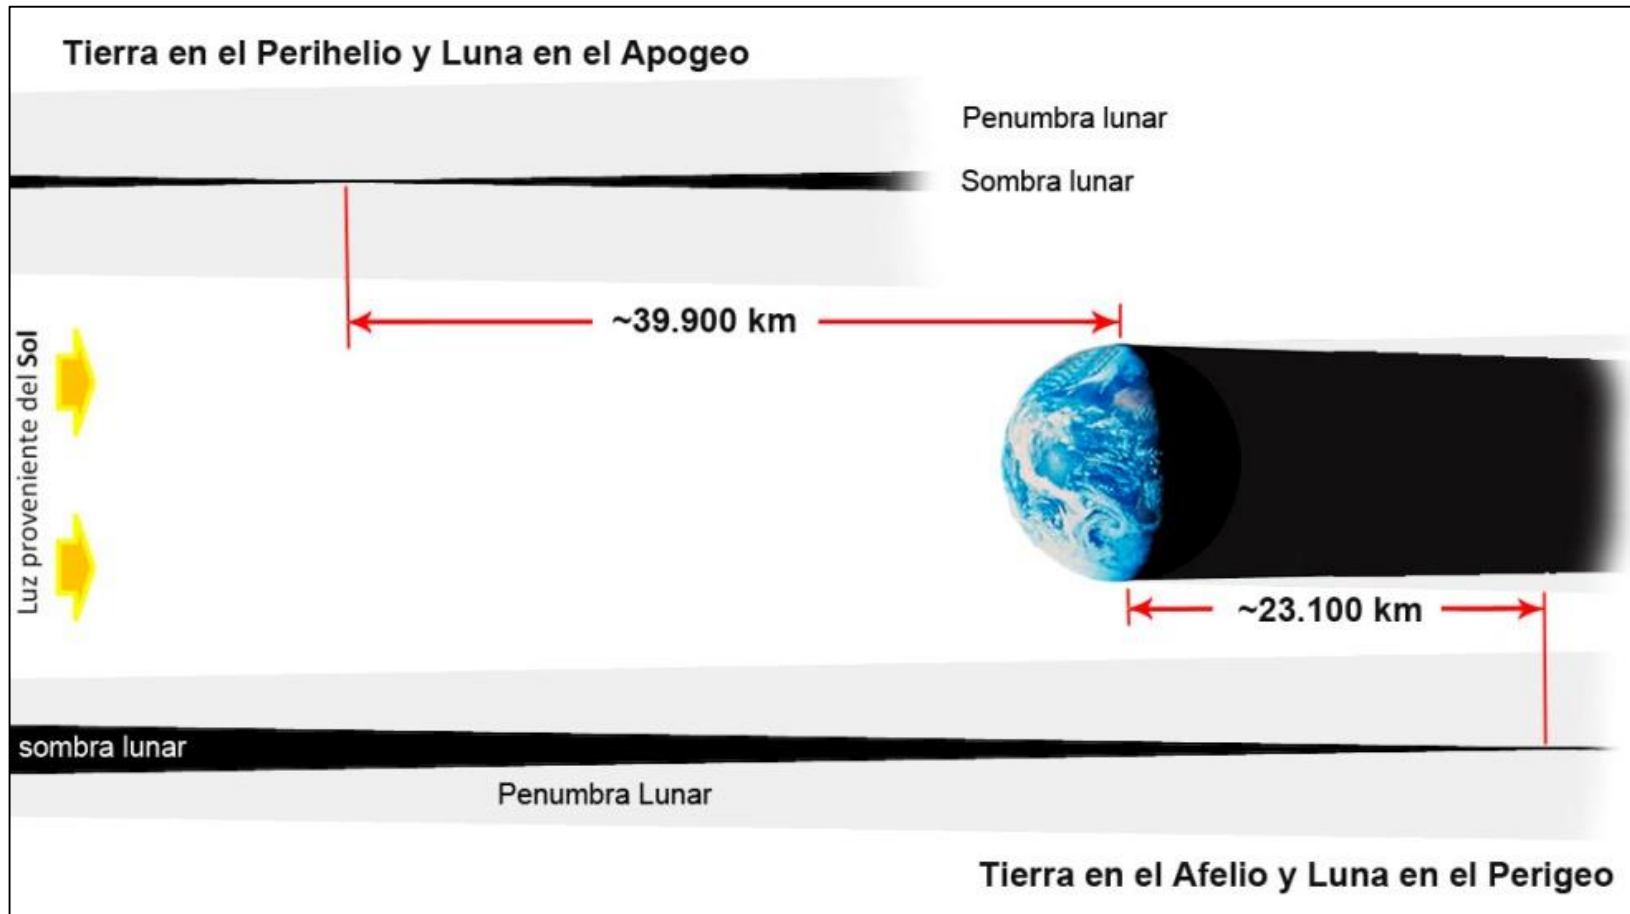 Tierra en el Perihelio y Luna en el Apogeo
Penumbra lunar
Sombra lunar
~39.900 km
Luz proveniente del Sol
~23.100 km
sombra lunar
Penumbra Lunar
Tierra en el Afelio y Luna en el Perigeo